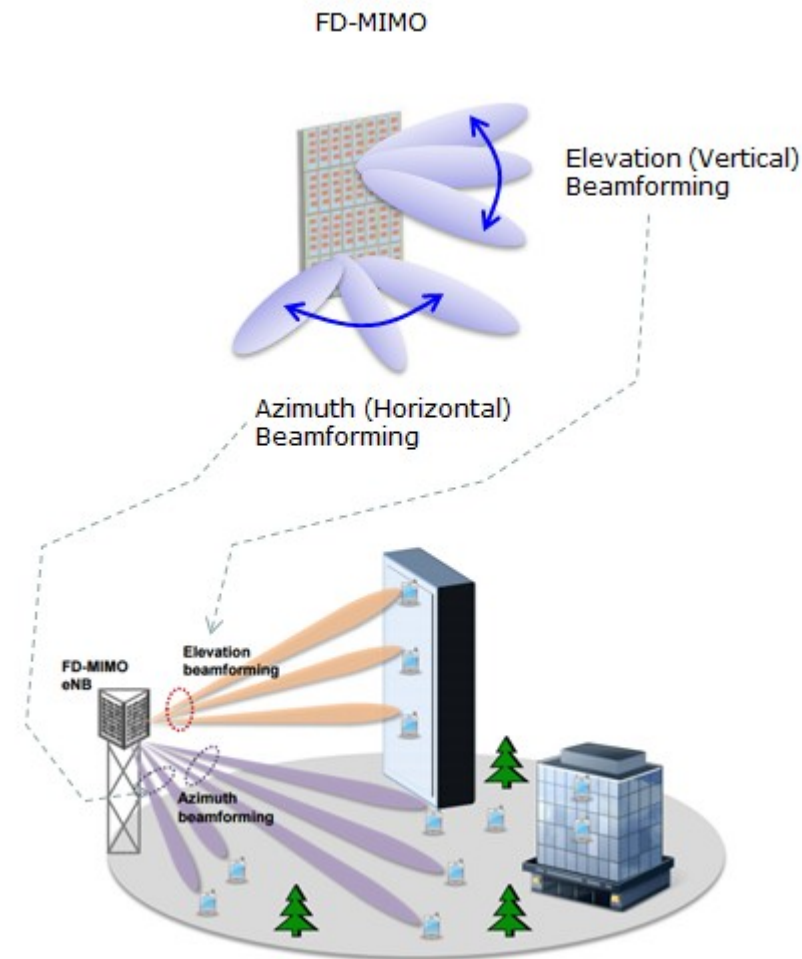 FD-MIMO
Elevation (Vertical)
Beamforming
Azimuth (Horizontal)
Beamforming
Elevation
beamforming
FD-MIMO
eNB
Azimuth
beamforming